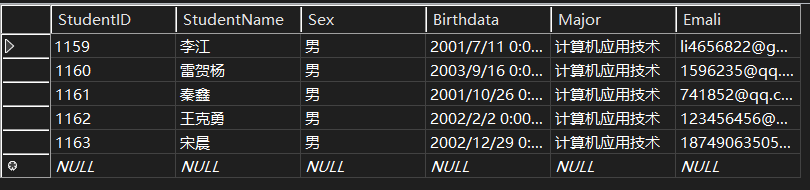 StudentID StudentName Sex Birthdata Major Emali
1159 李江 男 2001/7/11 0:0... 计算机应用技术 li4656822@g...
1160 雷贺杨 男 2003/9/16 0:0... 计算机应用技术 1596235@qq....
1161 秦鑫 男 2001/10/26 0:... 计算机应用技术 741852@qq.c...
1162 王克勇 男 2002/2/2 0:00... 计算机应用技术 123456456@...
1163 宋晨 男 2002/12/29 0:... 计算机应用技术 18749063505...
NULL NULL NULL NULL NULL NULL